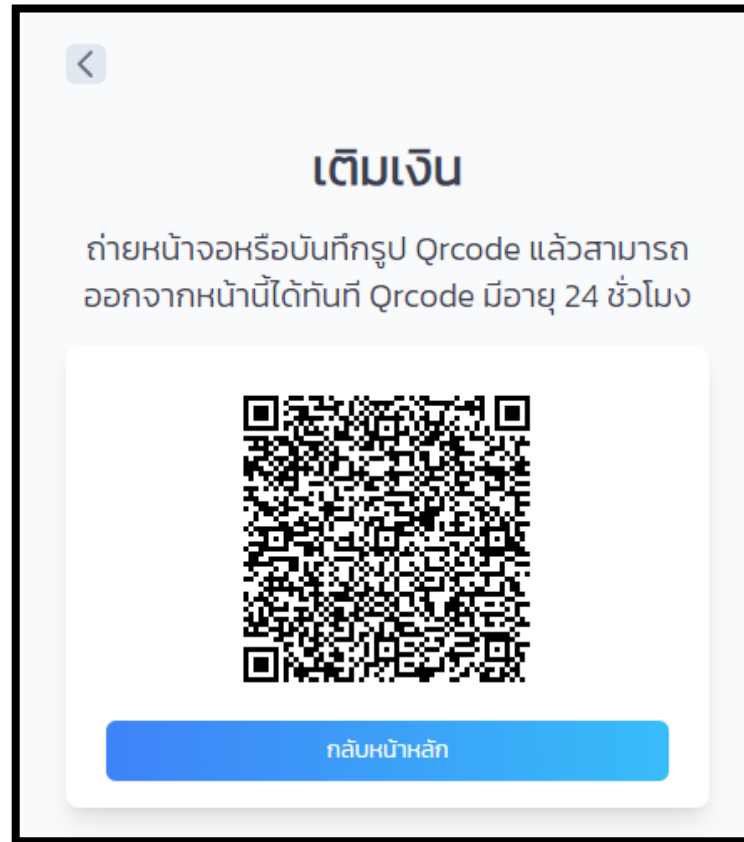 เติมเงิน
ถ่ายหน้าจอหรือบันทึกรูป Qrcode แล้วสามารถ
ออกจากหน้านี้ได้ทันที Qrcode มีอายุ 24 ชั่วโมง
กลับหน้าหลัก